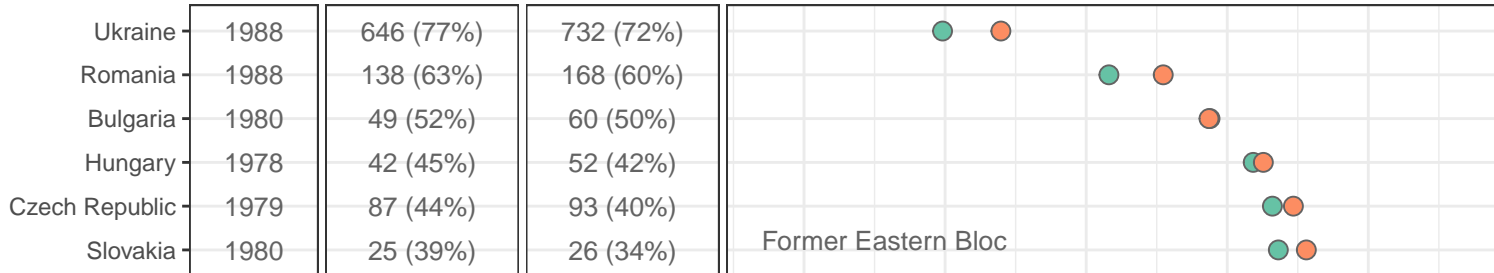 Ukraine 1988 646 (77%) 732 (72%)
Romania 1988 138 (63%) 168 (60%)
Bulgaria 1980 49 (52%) 60 (50%)
Hungary 1978 42 (45%) 52 (42%)
Czech Republic 1979 87 (44%) 93 (40%)
Slovakia 1980 25 (39%) 26 (34%)
Former Eastern Bloc